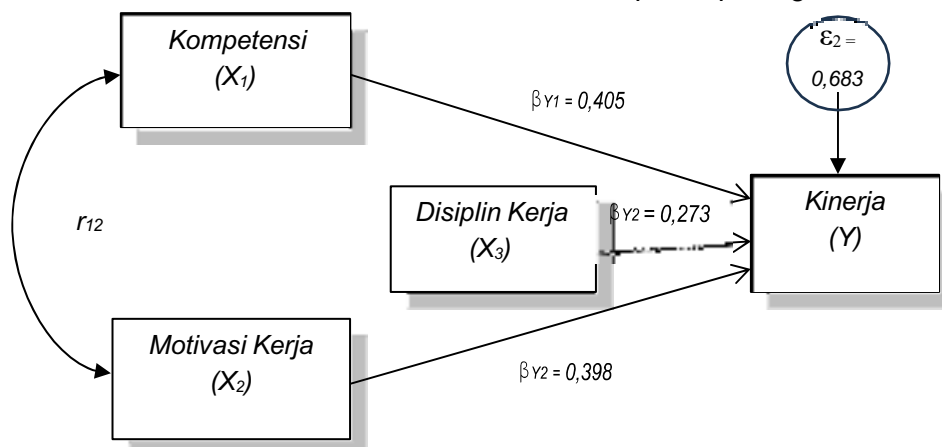 Kompetensi
(X1)
ε2 =
0,683
βY1 = 0,405
Disiplin Kerja
(X3)
βY2 = 0,273
Kinerja
(Y)
r12
Motivasi Kerja
(X2)
βY2 = 0,398